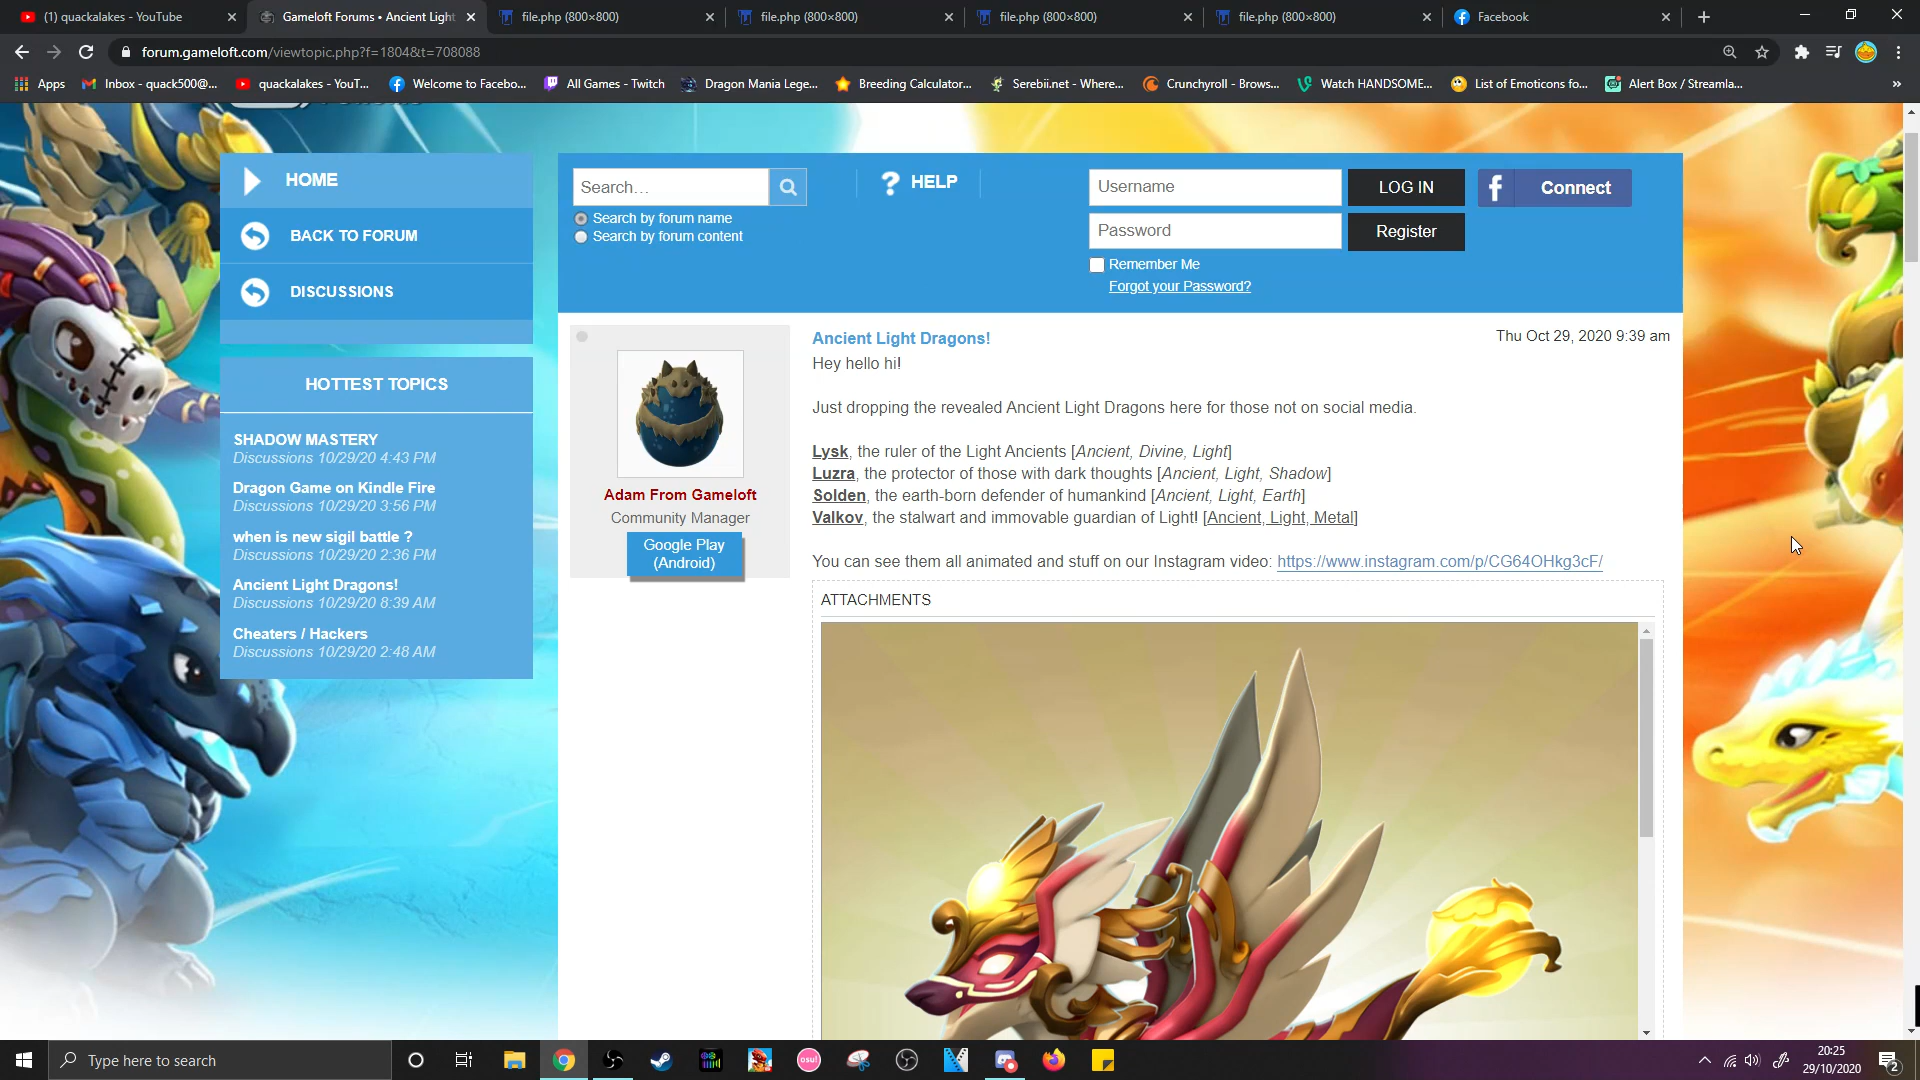 (1) quackalakes - YouTube
Gameloft Forums • Ancient Light
file.php (800×800)
file.php (800×800)
file.php (800×800)
file.php (800×800)
Facebook
forum.gameloft.com/viewtopic.php?f=1804&t=708088
Apps
Inbox - quack500@...
quackalakes - YouT...
Welcome to Facebo...
All Games - Twitch
Dragon Mania Lege...
Breeding Calculator...
Serebii.net - Where...
Crunchyroll - Brows...
Watch HANDSOME...
List of Emoticons fo...
Alert Box / Streamla...
HOME
BACK TO FORUM
DISCUSSIONS
HOTTEST TOPICS
SHADOW MASTERY
Discussions 10/29/20 4:43 PM
Dragon Game on Kindle Fire
Discussions 10/29/20 3:56 PM
when is new sigil battle ?
Discussions 10/29/20 2:36 PM
Ancient Light Dragons!
Discussions 10/29/20 8:39 AM
Cheaters / Hackers
Discussions 10/29/20 2:48 AM
Search…
Search by forum name
Search by forum content
? HELP
Username
LOG IN
f Connect
Password
Register
Remember Me
Forgot your Password?
Adam From Gameloft
Community Manager
Google Play
(Android)
Ancient Light Dragons!
Thu Oct 29, 2020 9:39 am
Hey hello hi!
Just dropping the revealed Ancient Light Dragons here for those not on social media.
Lysk, the ruler of the Light Ancients [Ancient, Divine, Light]
Luzra, the protector of those with dark thoughts [Ancient, Light, Shadow]
Solden, the earth-born defender of humankind [Ancient, Light, Earth]
Valkov, the stalwart and immovable guardian of Light! [Ancient, Light, Metal]
You can see them all animated and stuff on our Instagram video: https://www.instagram.com/p/CG64OHkg3cF/
ATTACHMENTS
Type here to search
osu!
20:25
29/10/2020
2